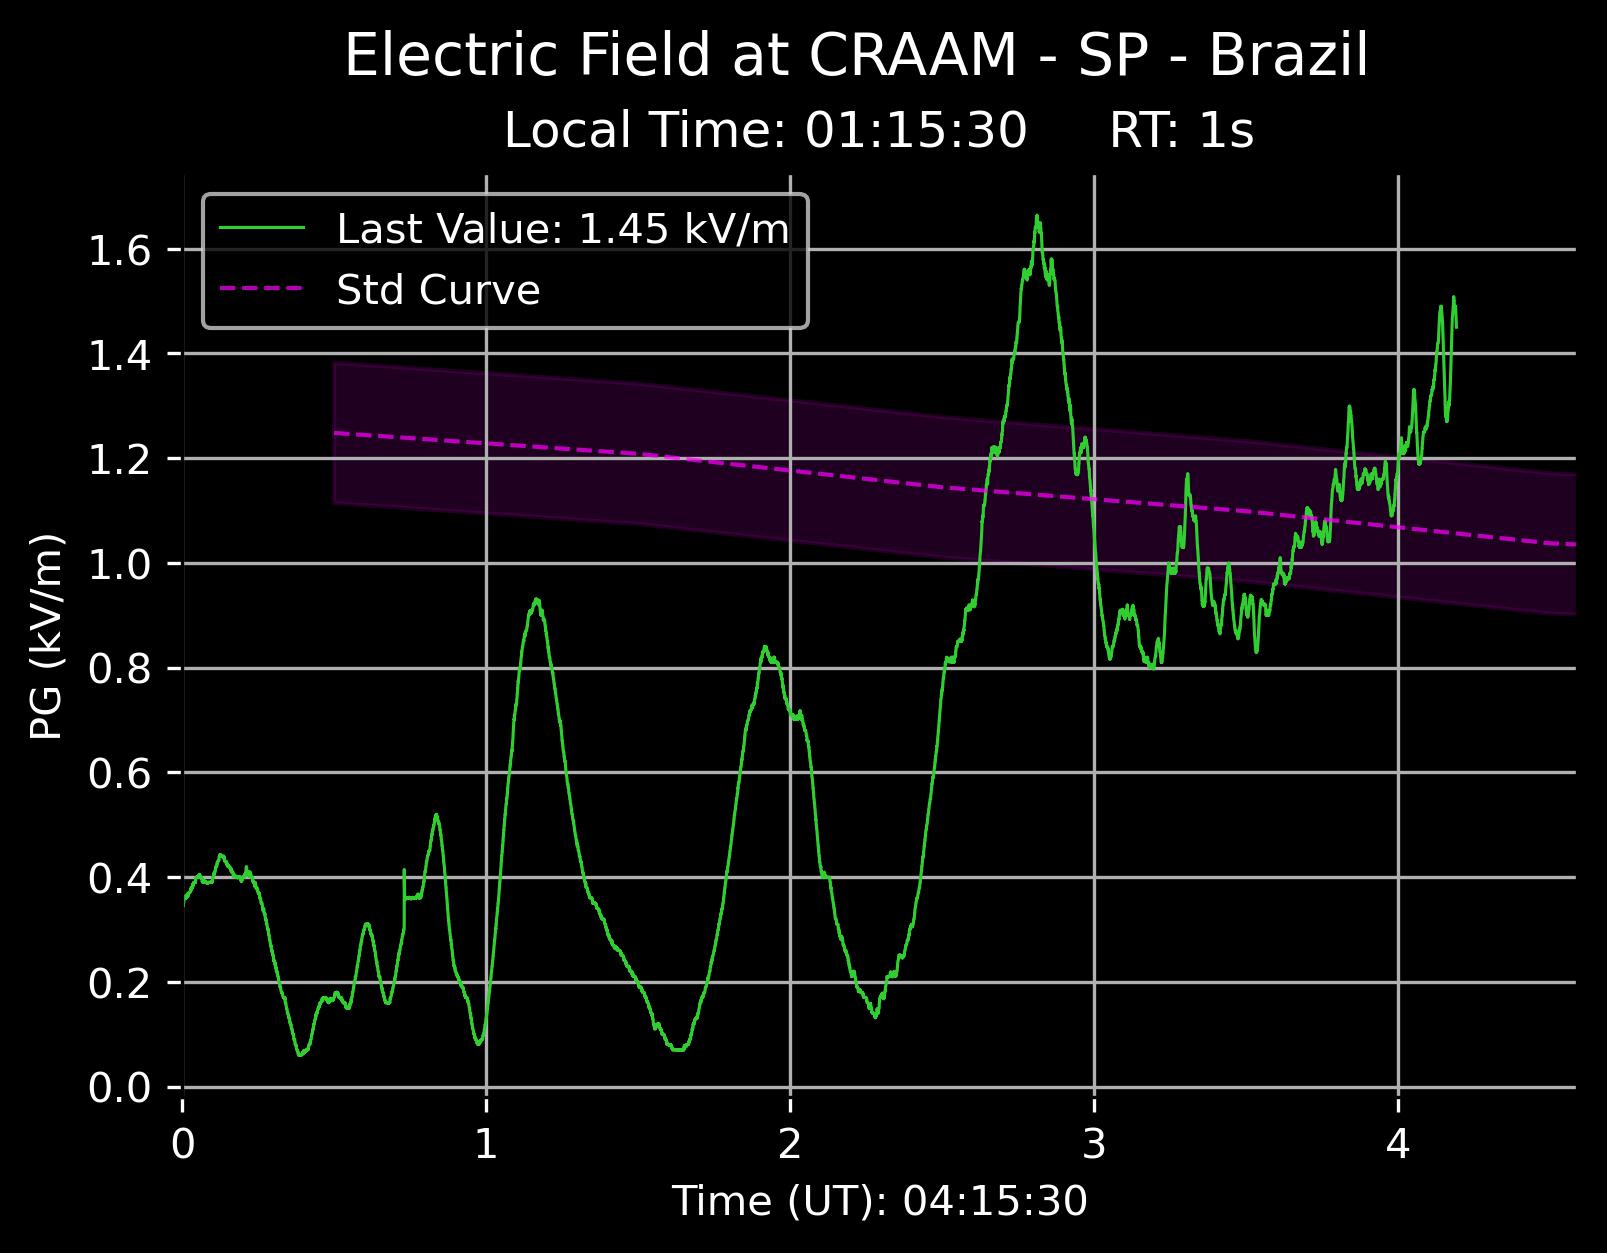 Electric Field at CRAAM - SP - Brazil
Local Time: 01:15:30 RT: 1s
Last Value: 1.45 kV/m
Std Curve
PG (kV/m)
1.6
1.4
1.2
1.0
0.8
0.6
0.4
0.2
0.0
0 1 2 3 4
Time (UT): 04:15:30